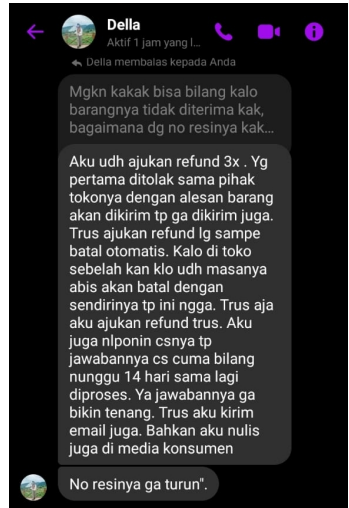 Della
Aktif 1 jam yang l...
Della membalas kepada Anda
Mgkn kakak bisa bilang kalo
barangnya tidak diterima kak,
bagaimana dg no resinya kak...
Aku udh ajukan refund 3x . Yg
pertama ditolak sama pihak
tokonya dengan alesan barang
akan dikirim tp ga dikirim juga.
Trus ajukan refund lg sampe
batal otomatis. Kalo di toko
sebelah kan klo udh masanya
abis akan batal dengan
sendirinya tp ini ngga. Trus aja
aku ajukan refund trus. Aku
juga nlponin csnya tp
jawabannya cs cuma bilang
nunggu 14 hari sama lagi
diproses. Ya jawabannya ga
bikin tenang. Trus aku kirim
email juga. Bahkan aku nulis
juga di media konsumen
No resinya ga turun".